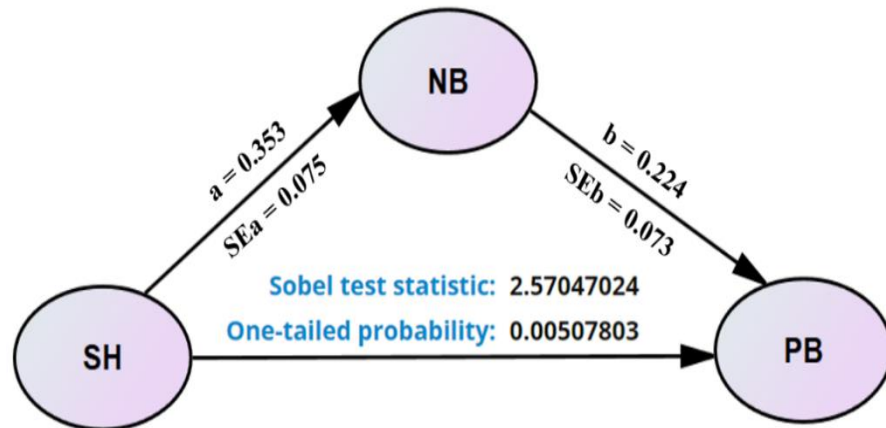 NB
a = 0.353
SEa = 0.075
b = 0.224
SEb = 0.073
Sobel test statistic: 2.57047024
One-tailed probability: 0.00507803
SH
PB